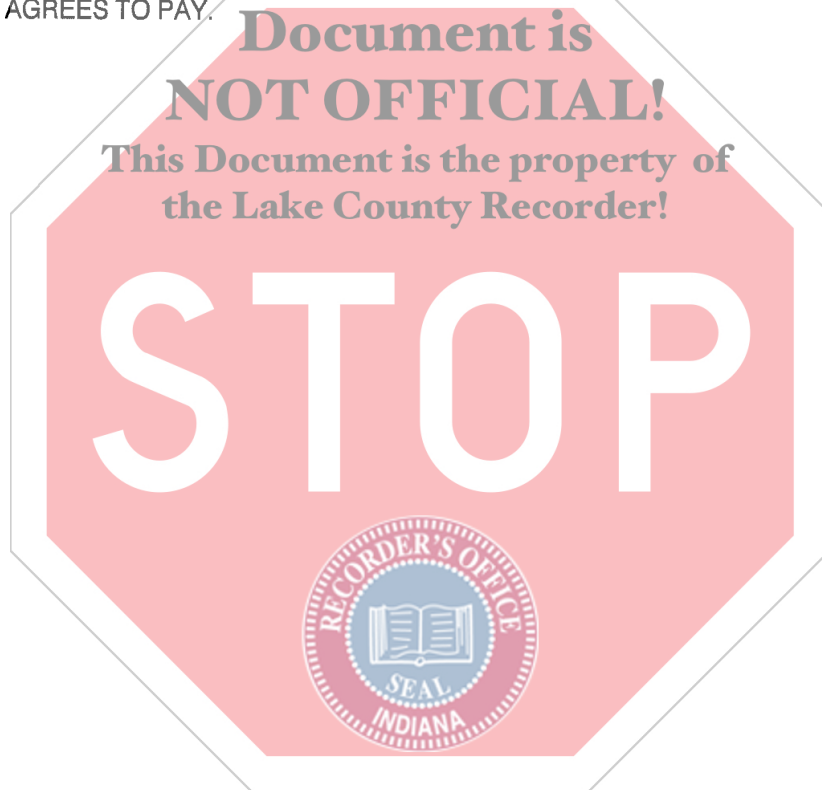 AGREES TO PAY.
Document is
NOT OFFICIAL!
This Document is the property of
the Lake County Recorder!
STOP
RECORDER'S OFFICE
SEAL
INDIANA